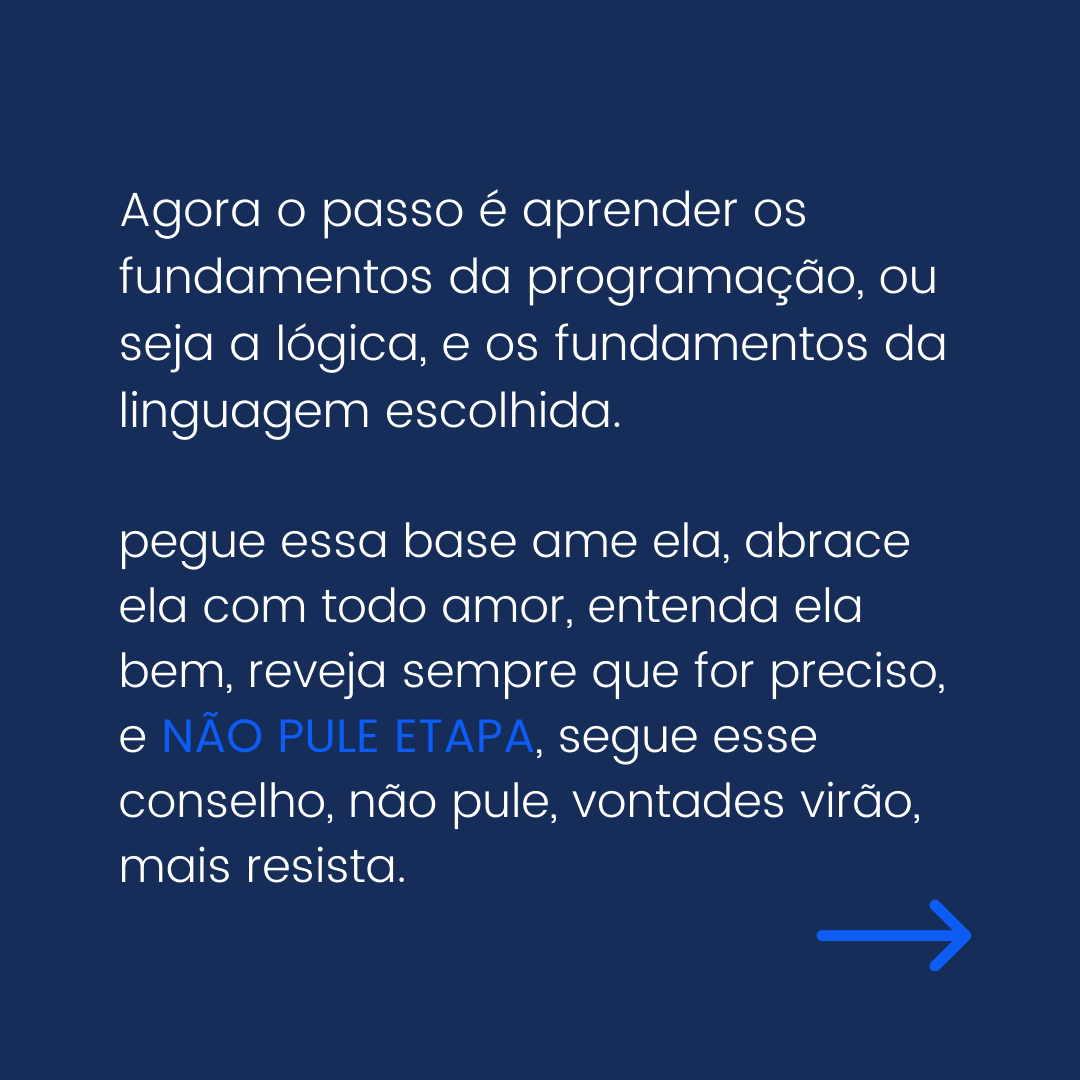 Agora o passo é aprender os
fundamentos da programação, ou
seja a lógica, e os fundamentos da
linguagem escolhida.
pegue essa base ame ela, abrace
ela com todo amor, entenda ela
bem, reveja sempre que for preciso,
e NÃO PULE ETAPA, segue esse
conselho, não pule, vontades virão,
mais resista.